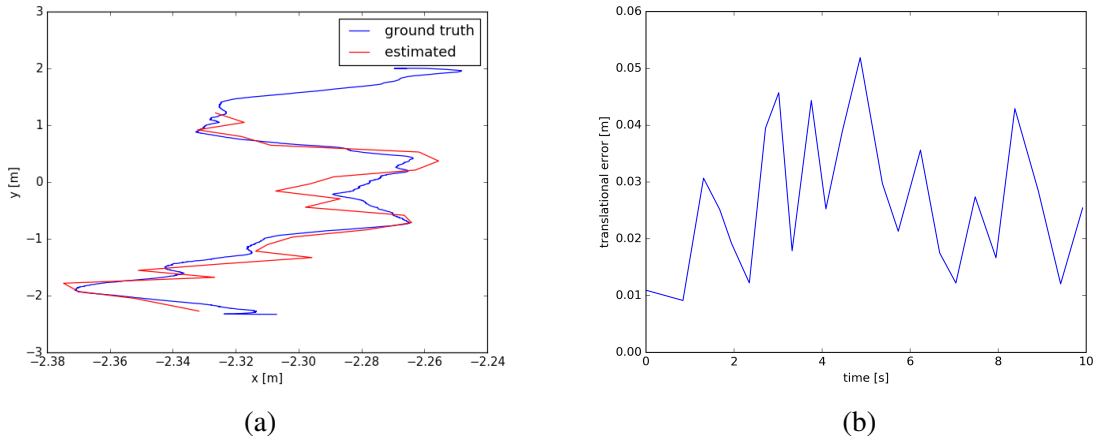 3
2
1
0
−1
−2
−3
y [m]
−2.38 −2.36 −2.34 −2.32 −2.30 −2.28 −2.26 −2.24
x [m]
ground truth
estimated
(a)
0.06
0.05
0.04
0.03
0.02
0.01
0.00
translational error [m]
0 2 4 6 8 10
time [s]
(b)